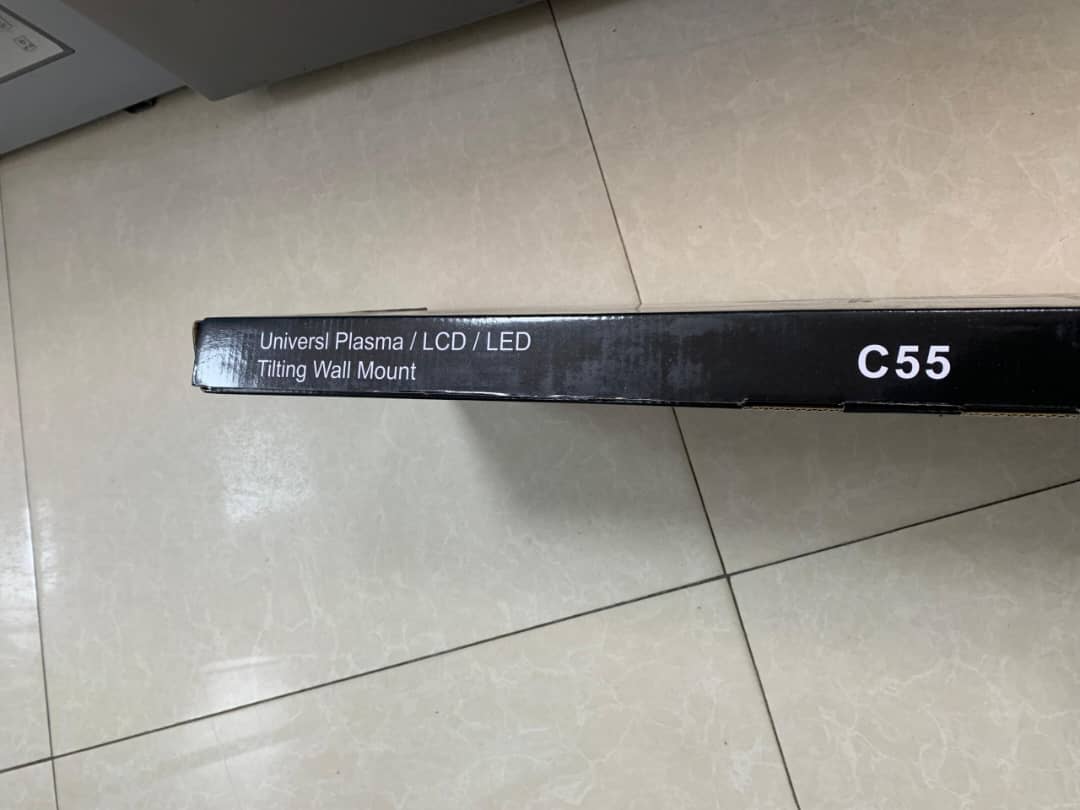 Universl Plasma / LCD / LED
Tilting Wall Mount
C55